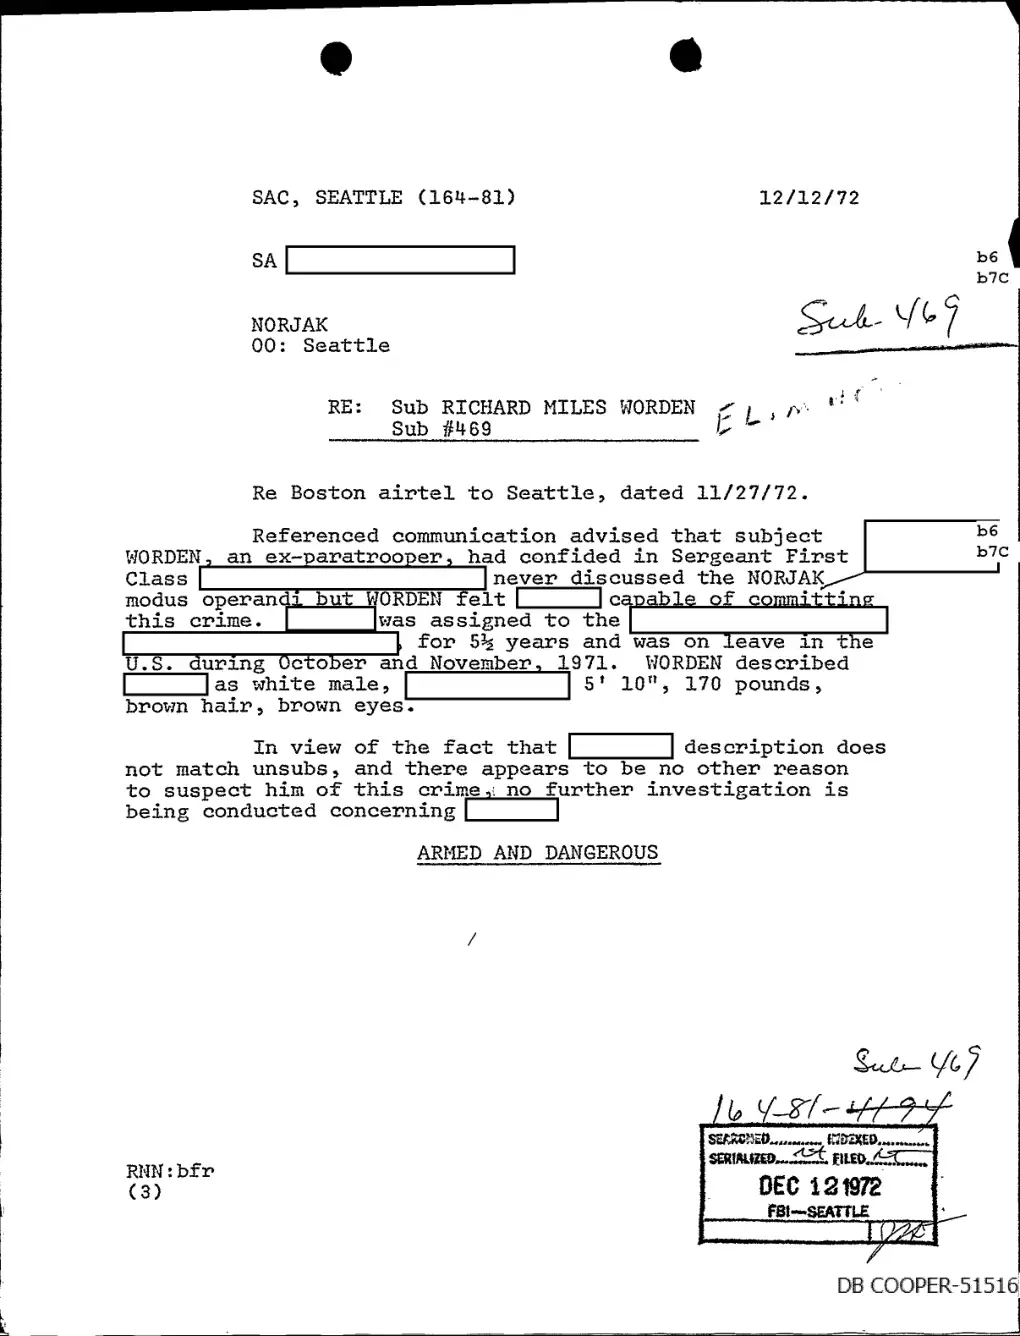 SAC, SEATTLE (164-81) 12/12/72
SA
b6
b7C
NORJAK
OO: Seattle
Sub 469
RE: Sub RICHARD MILES WORDEN
Sub #469
Re Boston airtel to Seattle, dated 11/27/72.
Referenced communication advised that subject
b6
WORDEN, an ex-paratrooper, had confided in Sergeant First
b7C
Class never discussed the NORJAK
modus operandi but WORDEN felt capable of committing
this crime. was assigned to the
, for 5½ years and was on leave in the
U.S. during October and November, 1971. WORDEN described
as white male, 5' 10", 170 pounds,
brown hair, brown eyes.
In view of the fact that description does
not match unsubs, and there appears to be no other reason
to suspect him of this crime, no further investigation is
being conducted concerning
ARMED AND DANGEROUS
Sub 469
164-81-4194
SEARCHED INDEXED
SERIALIZED FILED
DEC 12 1972
FBI—SEATTLE
RNN:bfr
(3)
DB COOPER-51516